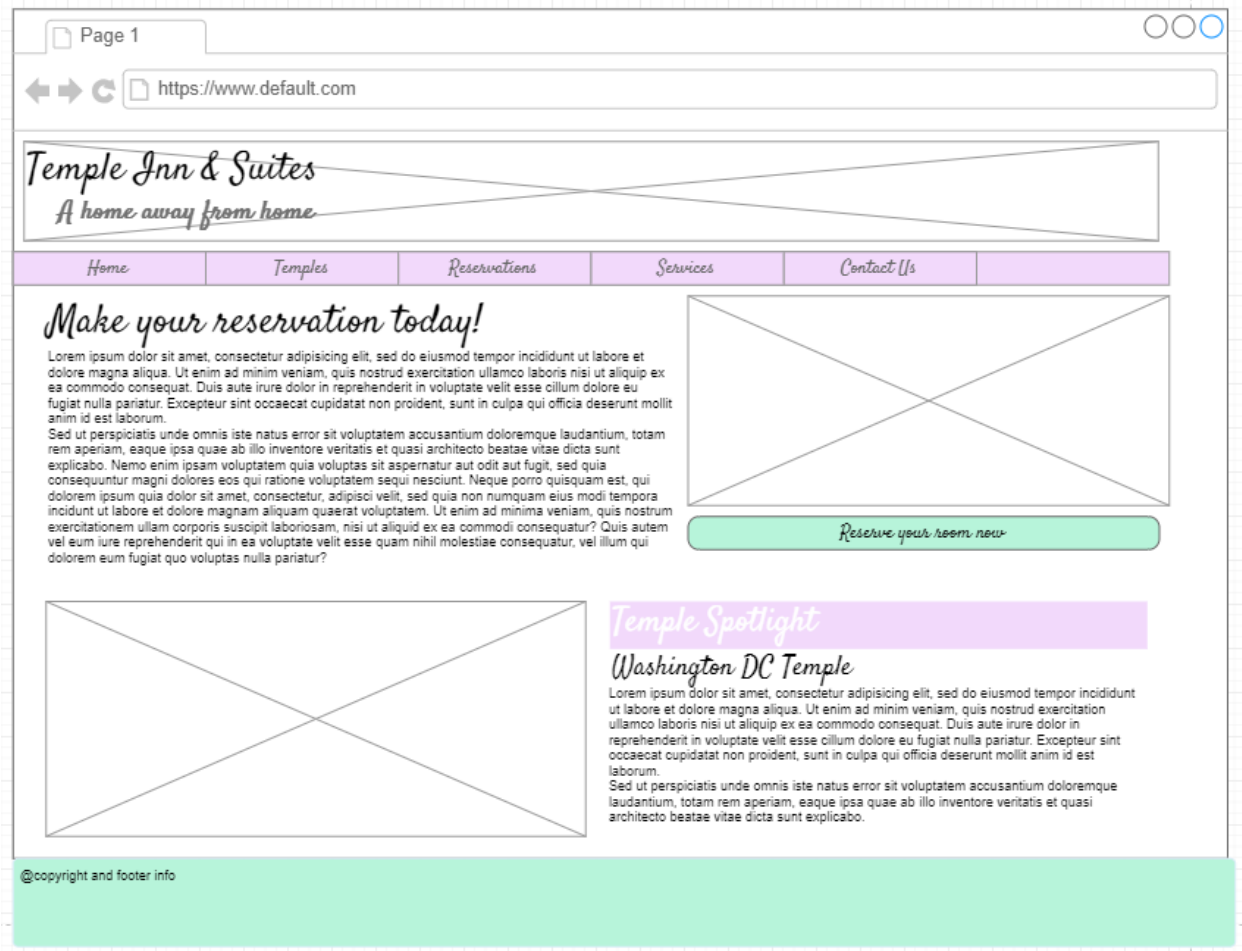 Page 1
https://www.default.com
Temple Inn & Suites
A home away from home
Home
Temples
Reservations
Services
Contact Us
Make your reservation today!
Lorem ipsum dolor sit amet, consectetur adipisicing elit, sed do eiusmod tempor incididunt ut labore et
dolore magna aliqua. Ut enim ad minim veniam, quis nostrud exercitation ullamco laboris nisi ut aliquip ex
ea commodo consequat. Duis aute irure dolor in reprehenderit in voluptate velit esse cillum dolore eu
fugiat nulla pariatur. Excepteur sint occaecat cupidatat non proident, sunt in culpa qui officia deserunt mollit
anim id est laborum.
Sed ut perspiciatis unde omnis iste natus error sit voluptatem accusantium doloremque laudantium, totam
rem aperiam, eaque ipsa quae ab illo inventore veritatis et quasi architecto beatae vitae dicta sunt
explicabo. Nemo enim ipsam voluptatem quia voluptas sit aspernatur aut odit aut fugit, sed quia
consequuntur magni dolores eos qui ratione voluptatem sequi nesciunt. Neque porro quisquam est, qui
dolorem ipsum quia dolor sit amet, consectetur, adipisci velit, sed quia non numquam eius modi tempora
incidunt ut labore et dolore magnam aliquam quaerat voluptatem. Ut enim ad minima veniam, quis nostrum
exercitationem ullam corporis suscipit laboriosam, nisi ut aliquid ex ea commodi consequatur? Quis autem
vel eum iure reprehenderit qui in ea voluptate velit esse quam nihil molestiae consequatur, vel illum qui
dolorem eum fugiat quo voluptas nulla pariatur?
Reserve your room now
Temple Spotlight
Washington DC Temple
Lorem ipsum dolor sit amet, consectetur adipisicing elit, sed do eiusmod tempor incididunt
ut labore et dolore magna aliqua. Ut enim ad minim veniam, quis nostrud exercitation
ullamco laboris nisi ut aliquip ex ea commodo consequat. Duis aute irure dolor in
reprehenderit in voluptate velit esse cillum dolore eu fugiat nulla pariatur. Excepteur sint
occaecat cupidatat non proident, sunt in culpa qui officia deserunt mollit anim id est
laborum.
Sed ut perspiciatis unde omnis iste natus error sit voluptatem accusantium doloremque
laudantium, totam rem aperiam, eaque ipsa quae ab illo inventore veritatis et quasi
architecto beatae vitae dicta sunt explicabo.
@copyright and footer info